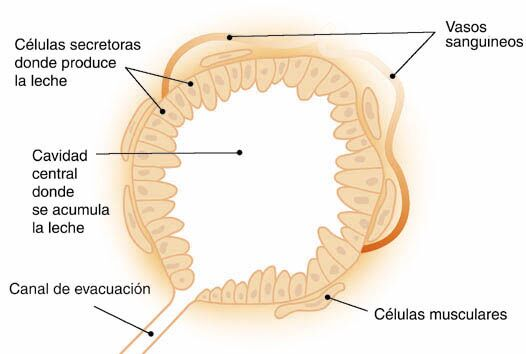 Células secretoras
donde produce
la leche
Vasos
sanguineos
Cavidad
central
donde
se acumula
la leche
Canal de evacuación
Células musculares